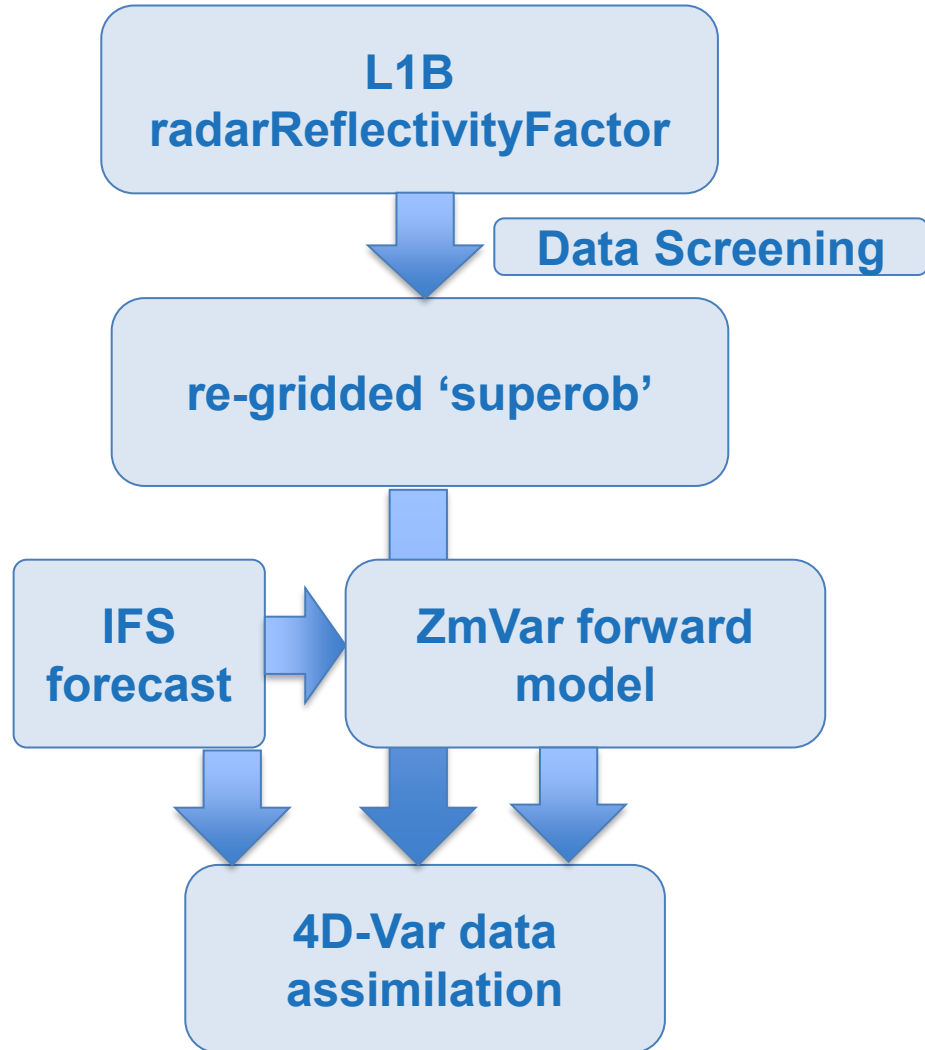 L1B
radarReflectivityFactor
Data Screening
re-gridded ‘superob’
IFS
forecast
ZmVar forward
model
4D-Var data
assimilation